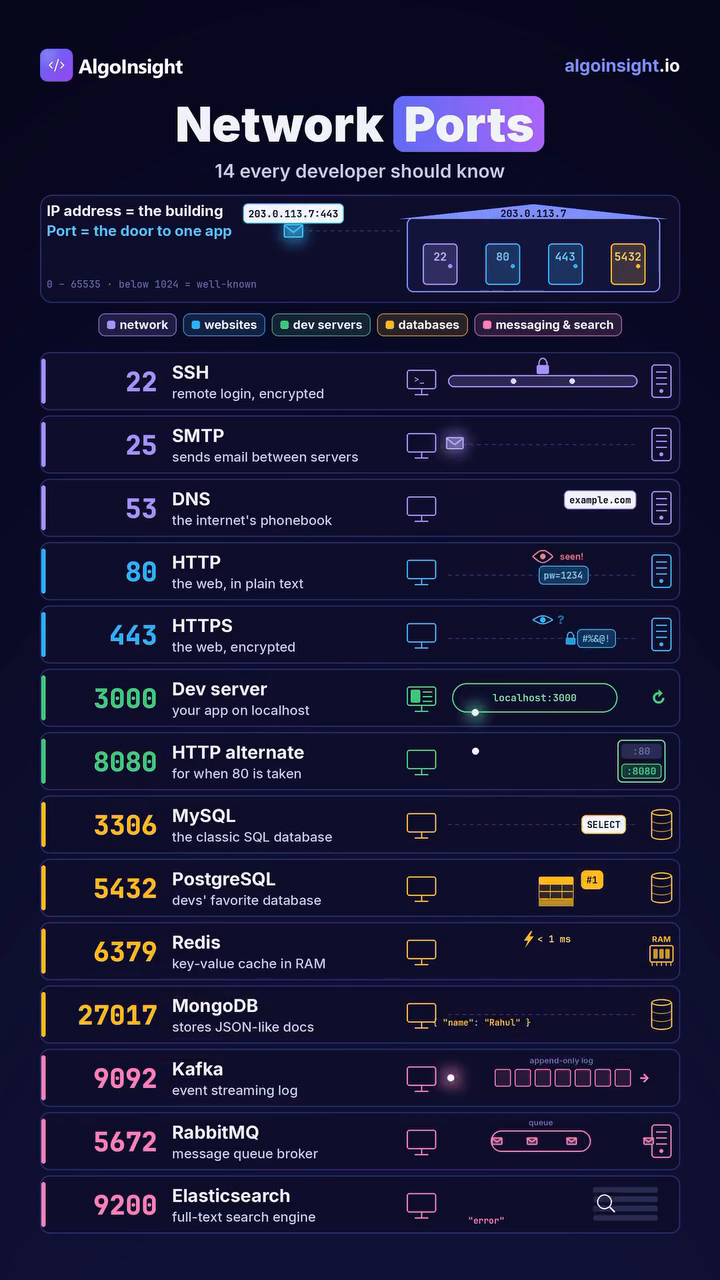 </> AlgoInsight
algoinsight.io
Network Ports
14 every developer should know
IP address = the building
Port = the door to one app
203.0.113.7:443
0 – 65535 · below 1024 = well-known
203.0.113.7
22 80 443 5432
network websites dev servers databases messaging & search
22
SSH
remote login, encrypted
>_
25
SMTP
sends email between servers
53
DNS
the internet's phonebook
example.com
80
HTTP
the web, in plain text
seen!
pw=1234
443
HTTPS
the web, encrypted
?
#%&@!
3000
Dev server
your app on localhost
localhost:3000
8080
HTTP alternate
for when 80 is taken
:80
:8080
3306
MySQL
the classic SQL database
SELECT
5432
PostgreSQL
devs' favorite database
#1
6379
Redis
key-value cache in RAM
< 1 ms
RAM
27017
MongoDB
stores JSON-like docs
{ "name": "Rahul" }
9092
Kafka
event streaming log
append-only log
5672
RabbitMQ
message queue broker
queue
9200
Elasticsearch
full-text search engine
"error"